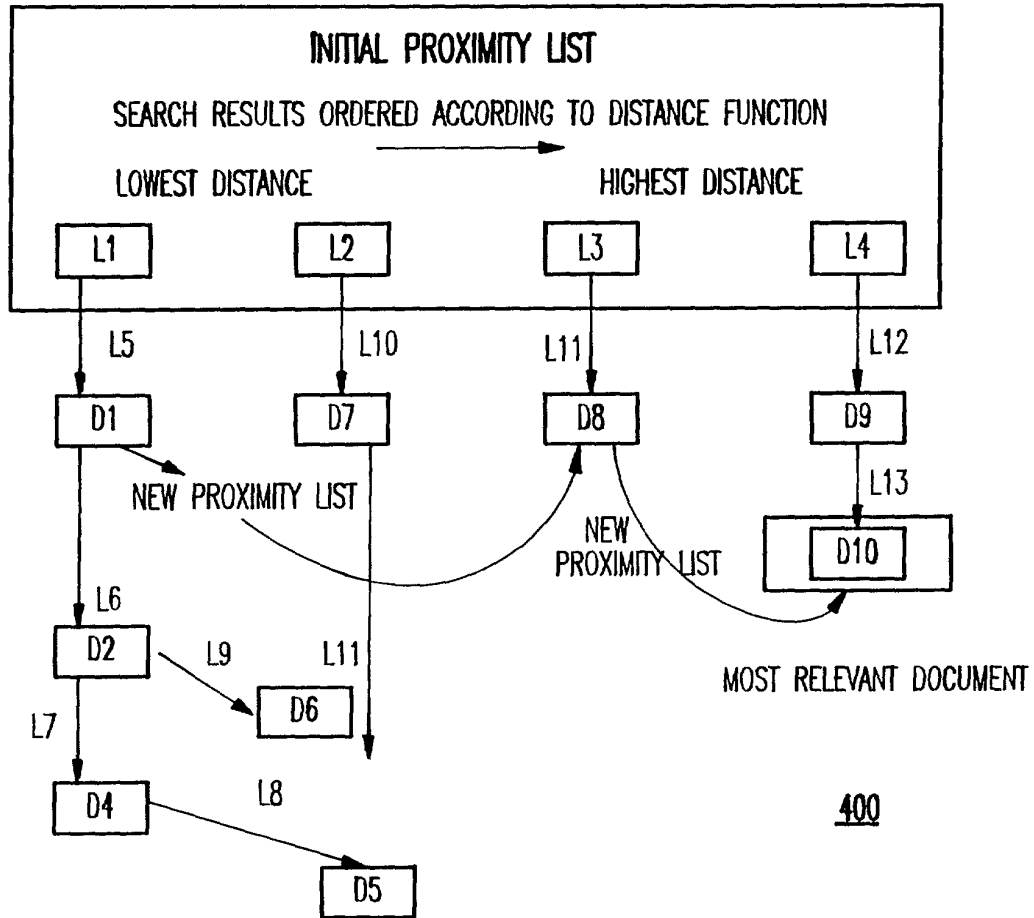 INITIAL PROXIMITY LIST
SEARCH RESULTS ORDERED ACCORDING TO DISTANCE FUNCTION
LOWEST DISTANCE HIGHEST DISTANCE
L1 L2 L3 L4
L5 L10 L11 L12
D1 D7 D8 D9
NEW PROXIMITY LIST
L13
NEW
PROXIMITY LIST
D10
L6
D2 L9 L11
MOST RELEVANT DOCUMENT
D6
L7
D4 L8
400
D5